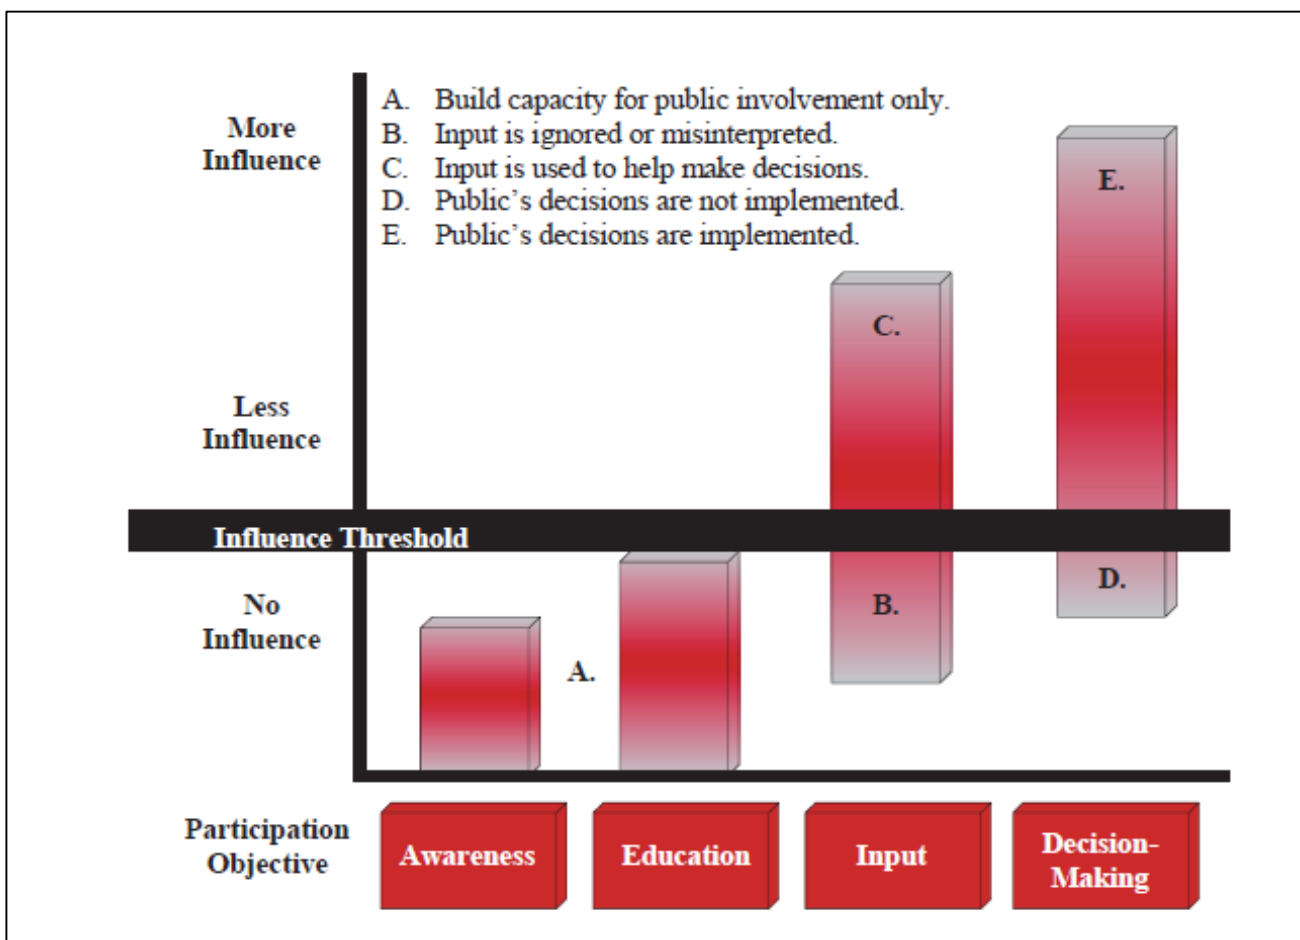 A. Build capacity for public involvement only.
B. Input is ignored or misinterpreted.
C. Input is used to help make decisions.
D. Public’s decisions are not implemented.
E. Public’s decisions are implemented.
More
Influence
E.
C.
Less
Influence
Influence Threshold
No
Influence
D.
B.
A.
Participation
Objective
Awareness
Education
Input
Decision-
Making